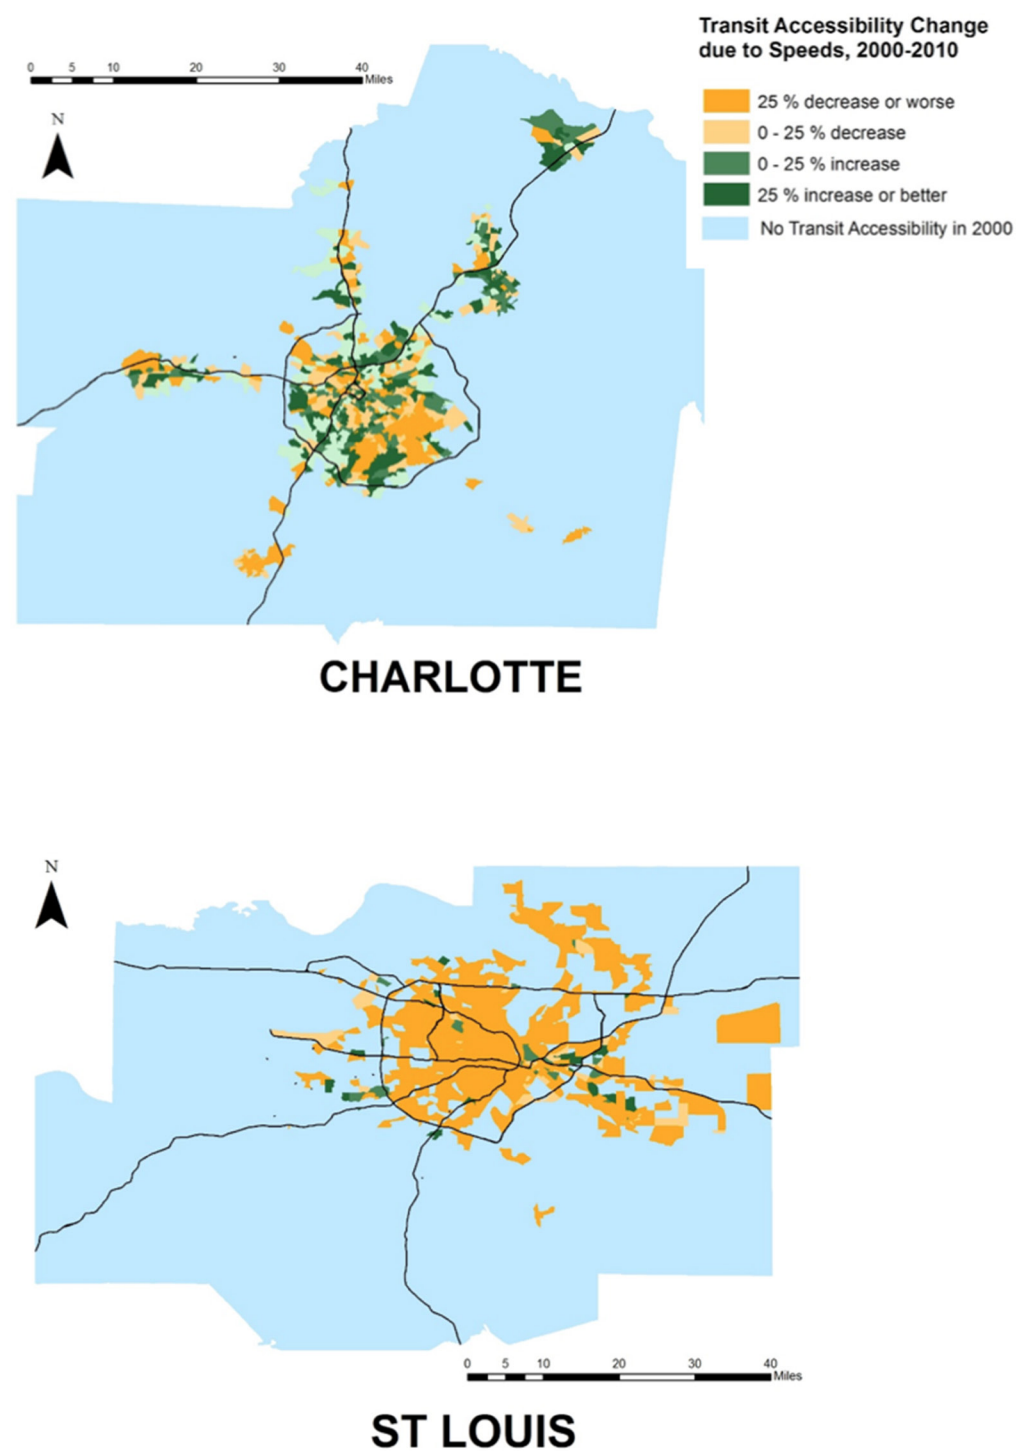 Transit Accessibility Change
due to Speeds, 2000-2010
0 5 10 20 30 40 Miles
25 % decrease or worse
N
0 - 25 % decrease
0 - 25 % increase
25 % increase or better
No Transit Accessibility in 2000
CHARLOTTE
N
0 5 10 20 30 40
Miles
ST LOUIS